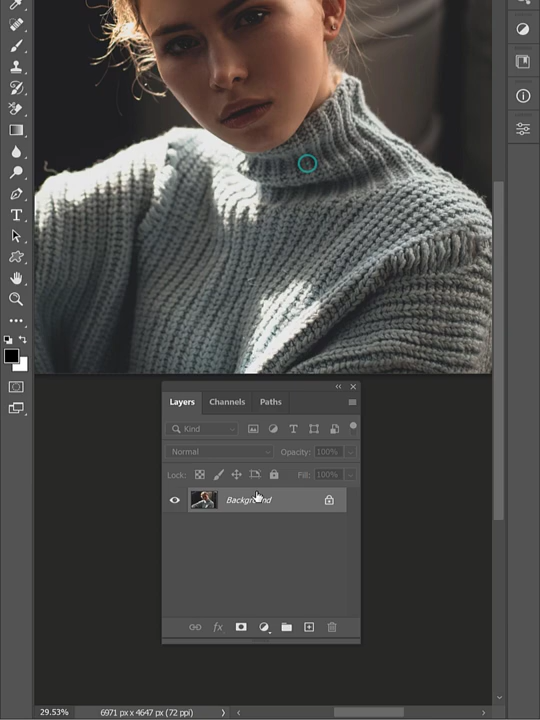 Layers Channels Paths
Kind
Normal Opacity: 100%
Lock: Fill: 100%
Background
29.53% 6971 px x 4647 px (72 ppi)